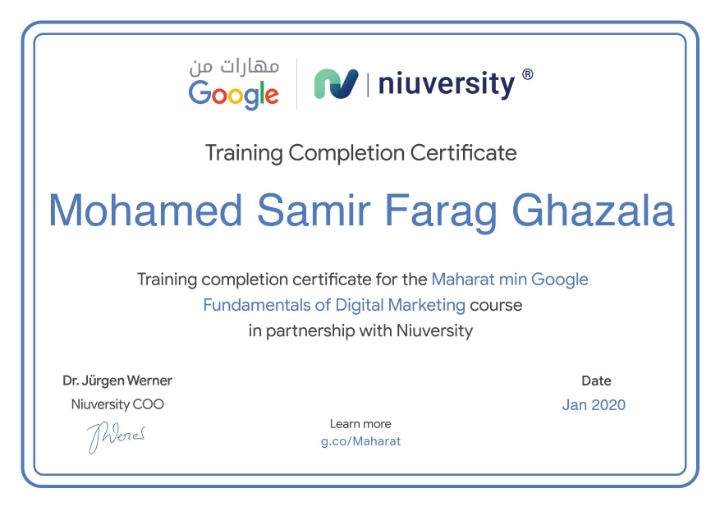 مهارات من
Google
niuversity ®
Training Completion Certificate
Mohamed Samir Farag Ghazala
Training completion certificate for the Maharat min Google
Fundamentals of Digital Marketing course
in partnership with Niuversity
Dr. Jürgen Werner
Niuversity COO
Date
Jan 2020
Learn more
g.co/Maharat